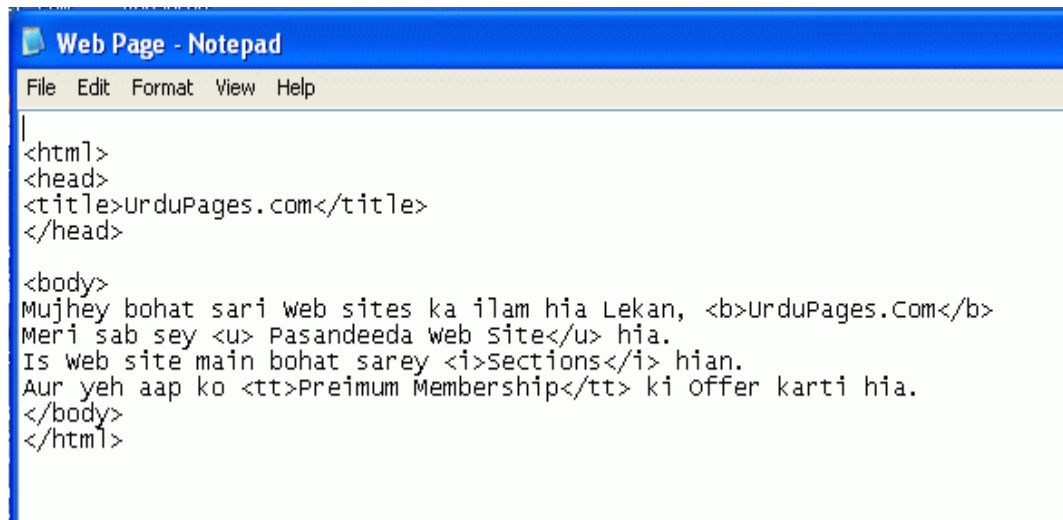 Web Page - Notepad
File Edit Format View Help
<html>
<head>
<title>UrduPages.com</title>
</head>
<body>
Mujhey bohat sari Web sites ka ilam hia Lekan, <b>UrduPages.Com</b>
Meri sab sey <u> Pasandeeda Web Site</u> hia.
Is Web site main bohat sarey <i>Sections</i> hian.
Aur yeh aap ko <tt>Preimum Membership</tt> ki Offer karti hia.
</body>
</html>